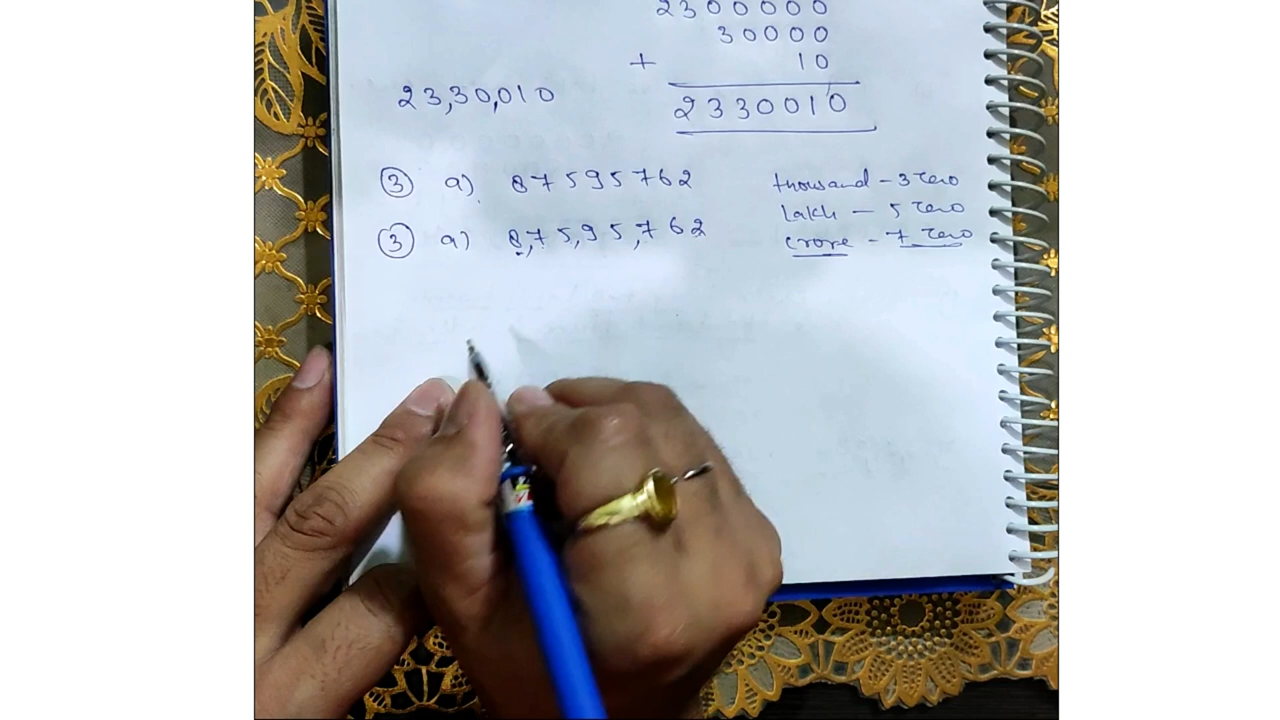 2300000
30000
+ 10
23,30,010
2330010
③ a). 87595762
③ a) 8,75,95,762
thousand - 3 zero
lakh - 5 zero
crore - 7 zero